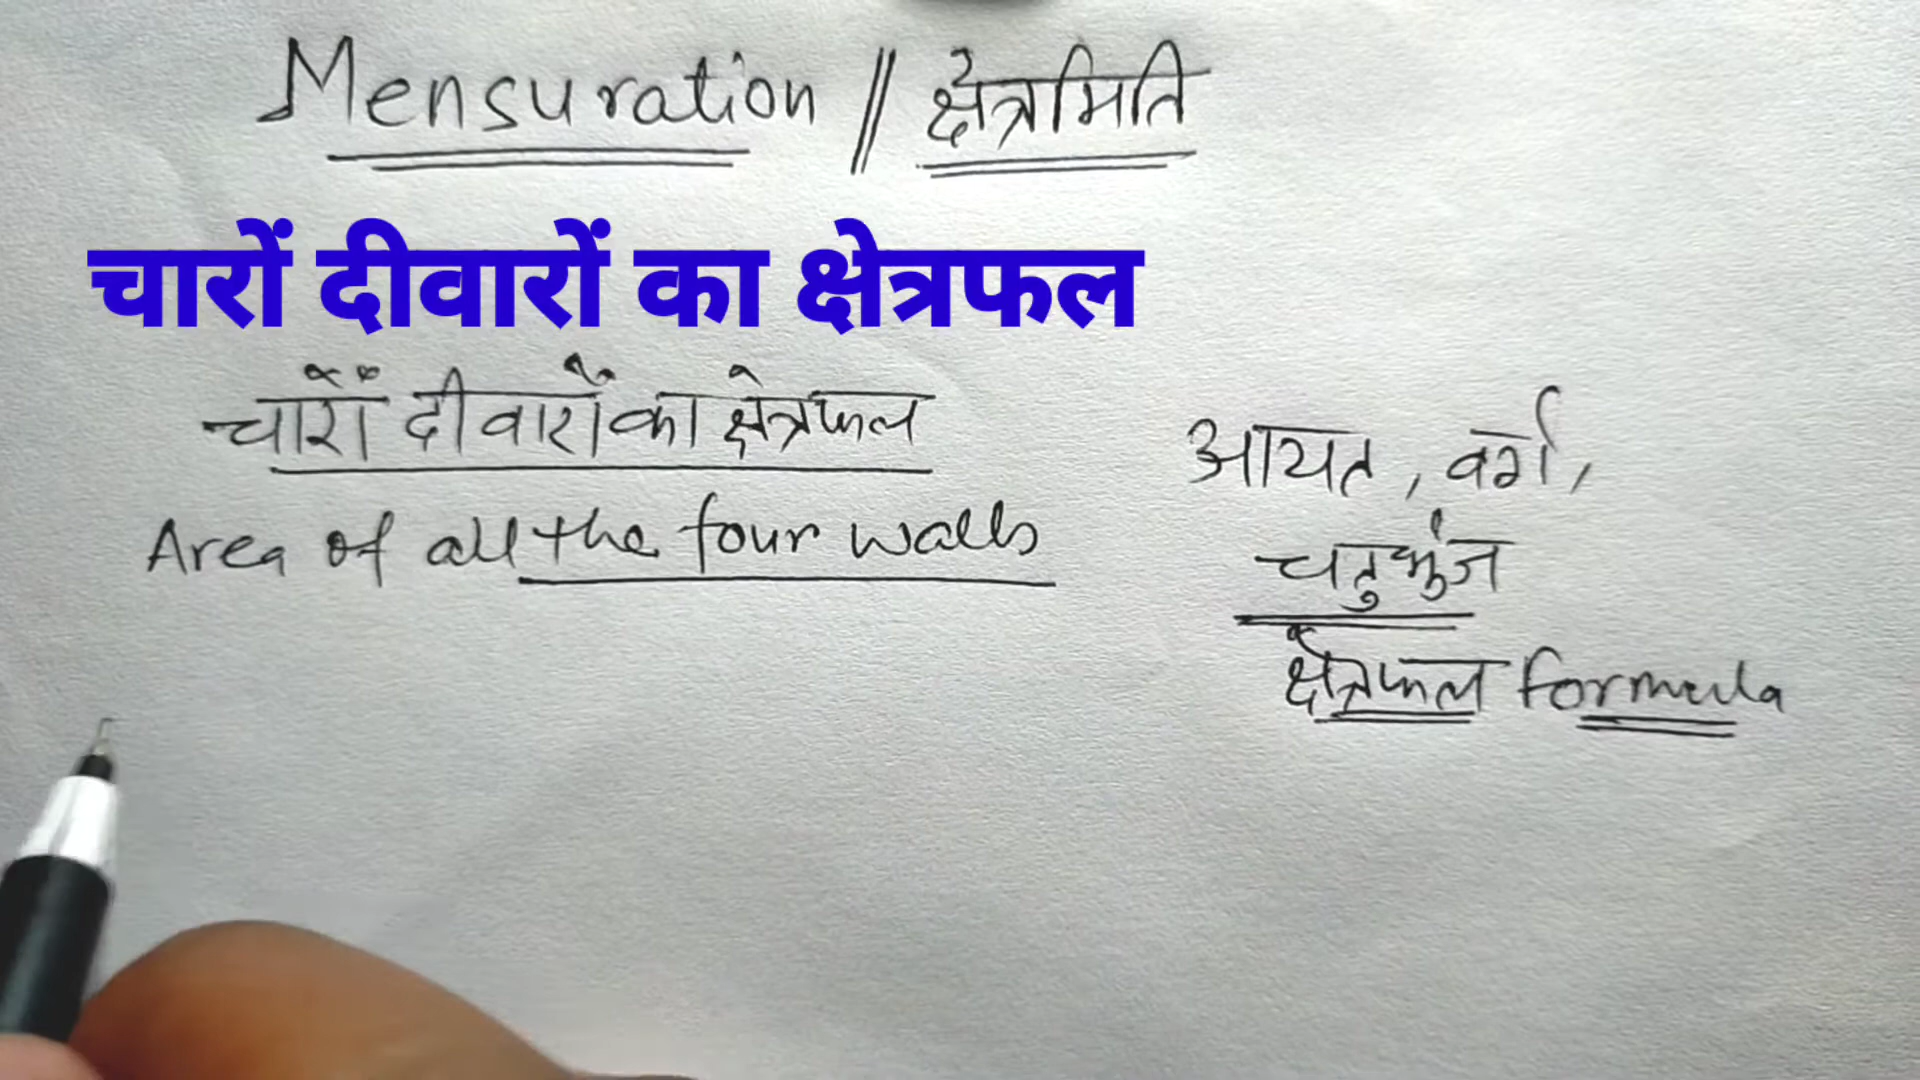 Mensuration // क्षेत्रमिति
चारों दीवारों का क्षेत्रफल
चारों दीवारों का क्षेत्रफल
Area of all the four walls
आयत, वर्ग,
चतुर्भुज
क्षेत्रफल formula